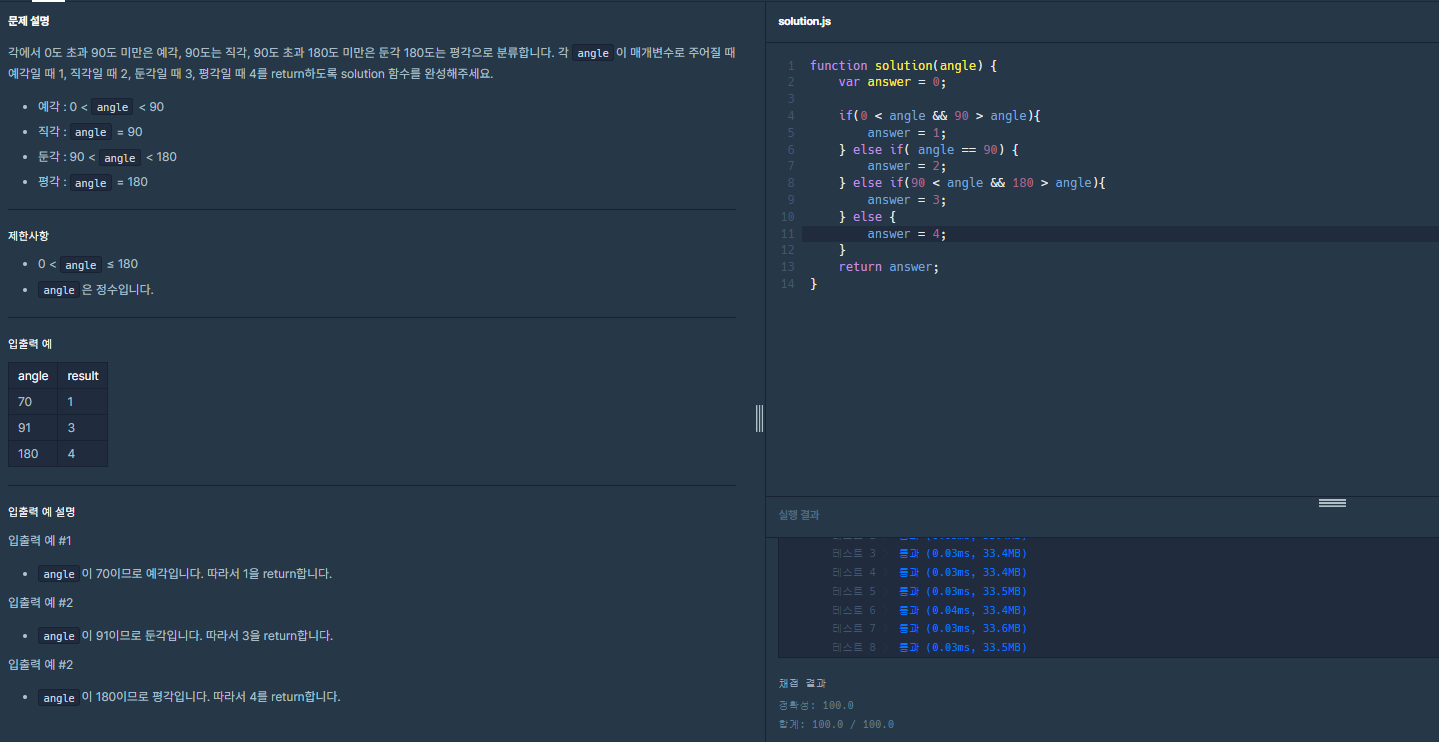 문제 설명
각에서 0도 초과 90도 미만은 예각, 90도는 직각, 90도 초과 180도 미만은 둔각 180도는 평각으로 분류합니다. 각 angle 이 매개변수로 주어질 때
예각일 때 1, 직각일 때 2, 둔각일 때 3, 평각일 때 4를 return하도록 solution 함수를 완성해주세요.
예각 : 0 < angle < 90
직각 : angle = 90
둔각 : 90 < angle < 180
평각 : angle = 180
제한사항
0 < angle ≤ 180
angle 은 정수입니다.
입출력 예
angle result
70 1
91 3
180 4
입출력 예 설명
입출력 예 #1
angle 이 70이므로 예각입니다. 따라서 1을 return합니다.
입출력 예 #2
angle 이 91이므로 둔각입니다. 따라서 3을 return합니다.
입출력 예 #2
angle 이 180이므로 평각입니다. 따라서 4를 return합니다.
solution.js
1 function solution(angle) {
2 var answer = 0;
3
4 if(0 < angle && 90 > angle){
5 answer = 1;
6 } else if( angle == 90) {
7 answer = 2;
8 } else if(90 < angle && 180 > angle){
9 answer = 3;
10 } else {
11 answer = 4;
12 }
13 return answer;
14 }
실행 결과
테스트 3 통과 (0.03ms, 33.4MB)
테스트 4 통과 (0.03ms, 33.4MB)
테스트 5 통과 (0.03ms, 33.5MB)
테스트 6 통과 (0.04ms, 33.4MB)
테스트 7 통과 (0.03ms, 33.6MB)
테스트 8 통과 (0.03ms, 33.5MB)
채점 결과
정확성: 100.0
합계: 100.0 / 100.0